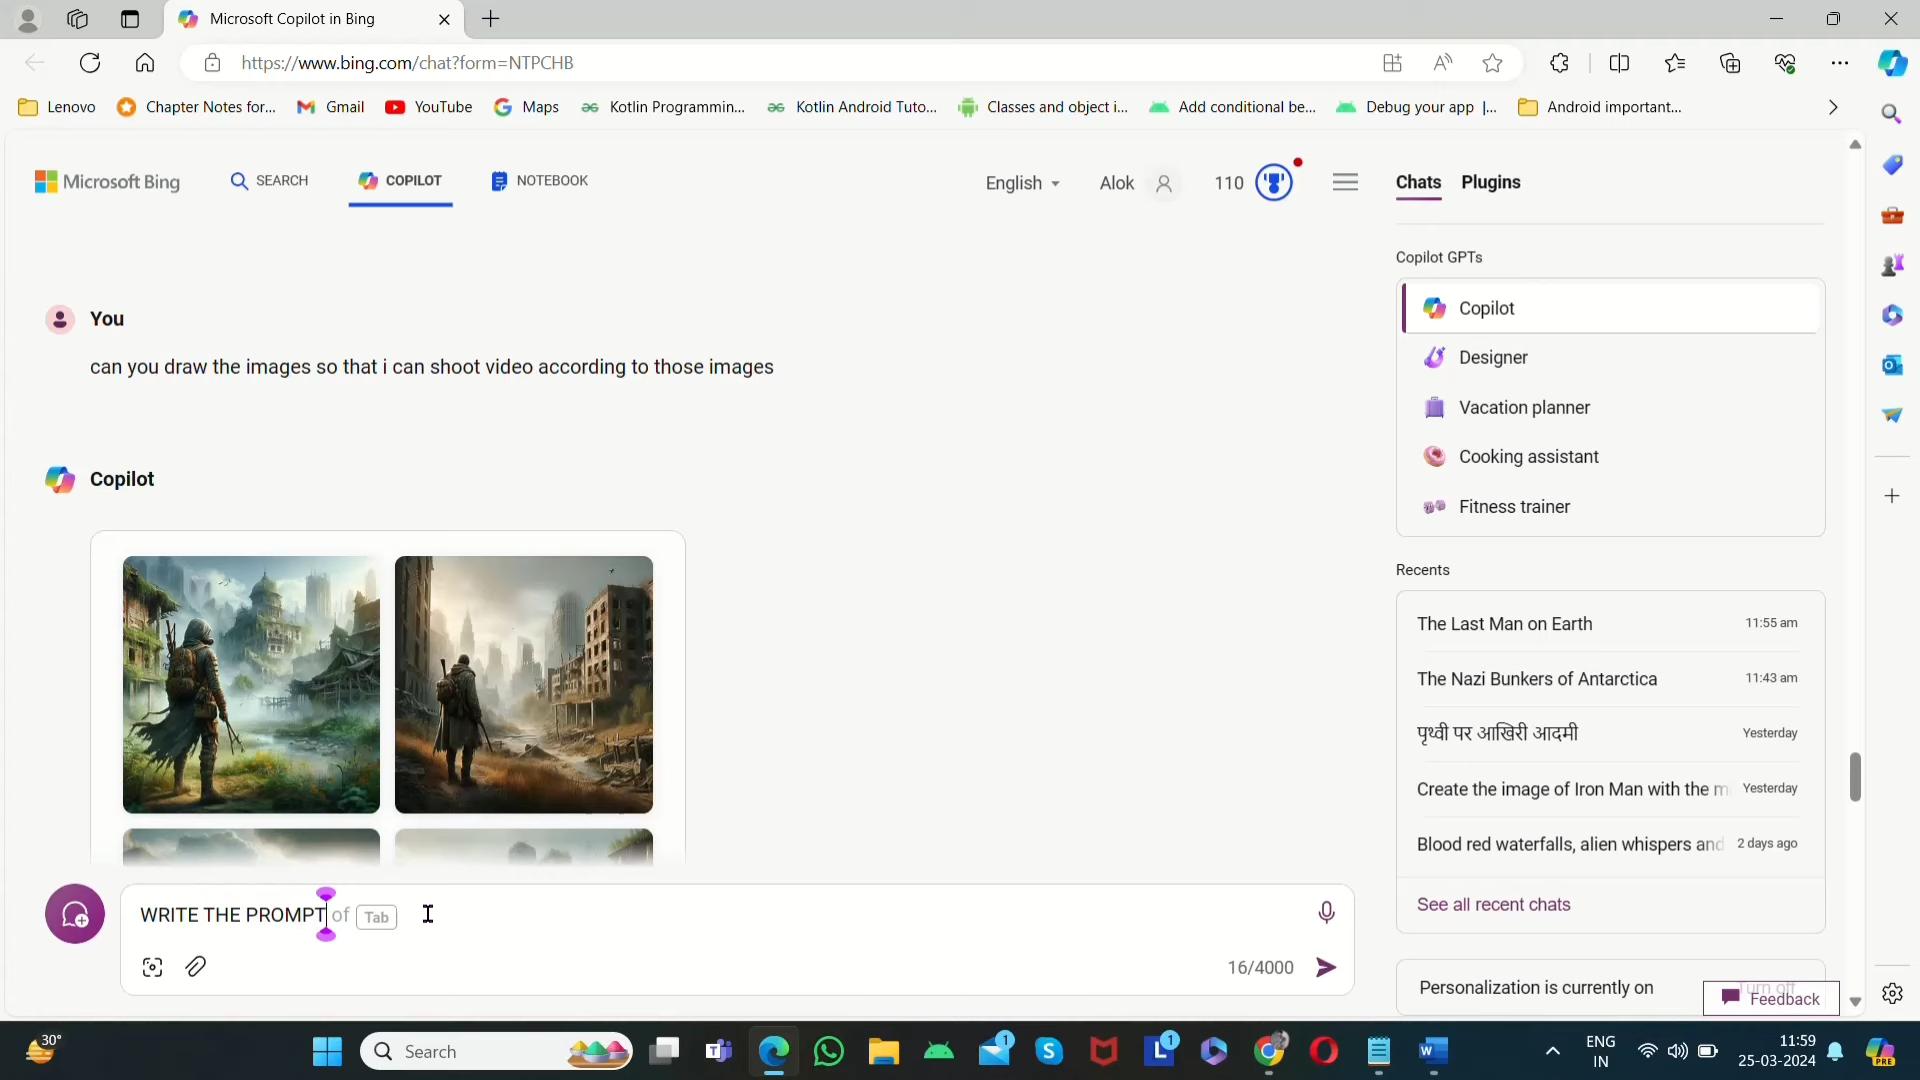 Microsoft Copilot in Bing
https://www.bing.com/chat?form=NTPCHB
Lenovo
Chapter Notes for...
Gmail
YouTube
Maps
Kotlin Programmin...
Kotlin Android Tuto...
Classes and object i...
Add conditional be...
Debug your app |...
Android important...
Microsoft Bing
SEARCH
COPILOT
NOTEBOOK
English
Alok
110
Chats Plugins
You
can you draw the images so that i can shoot video according to those images
Copilot
WRITE THE PROMPT of Tab
16/4000
Copilot GPTs
Copilot
Designer
Vacation planner
Cooking assistant
Fitness trainer
Recents
The Last Man on Earth 11:55 am
The Nazi Bunkers of Antarctica 11:43 am
पृथ्वी पर आखिरी आदमी Yesterday
Create the image of Iron Man with the m Yesterday
Blood red waterfalls, alien whispers and 2 days ago
See all recent chats
Personalization is currently on Turn off
Feedback
30°
Search
1
1
ENG
IN
11:59
25-03-2024
PRE